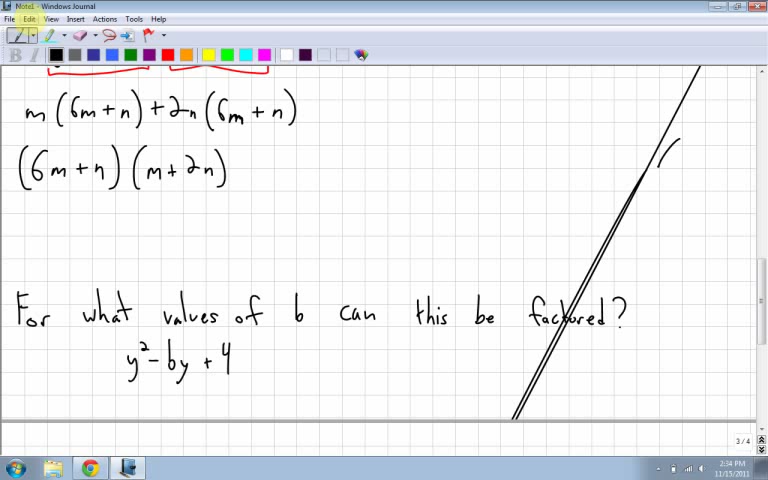 Note1 - Windows Journal
File Edit View Insert Actions Tools Help
B I
m (6m + n) + 2n (6m + n)
(6m + n) (m + 2n)
For what values of b can this be factored?
y² - by + 4
3 / 4
2:34 PM
11/15/2011